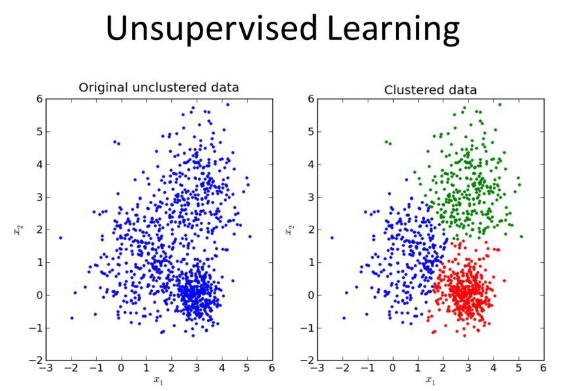 Unsupervised Learning
Original unclustered data
6
5
4
3
2
1
0
−1
−2
x₂
−3 −2 −1 0 1 2 3 4 5 6
x₁
Clustered data
6
5
4
3
2
1
0
−1
−2
x₂
−3 −2 −1 0 1 2 3 4 5 6
x₁